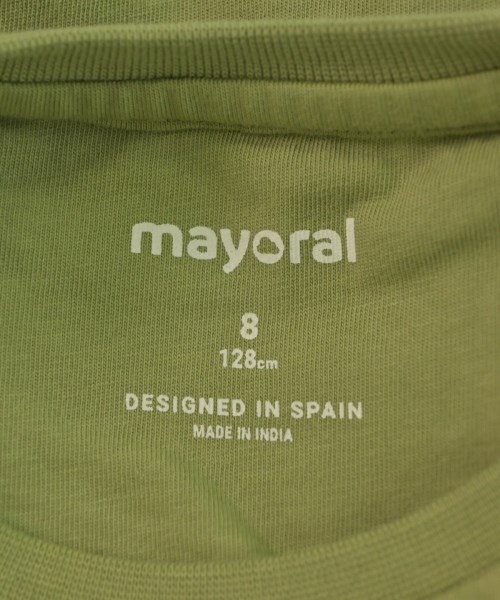 mayoral
8
128cm
DESIGNED IN SPAIN
MADE IN INDIA